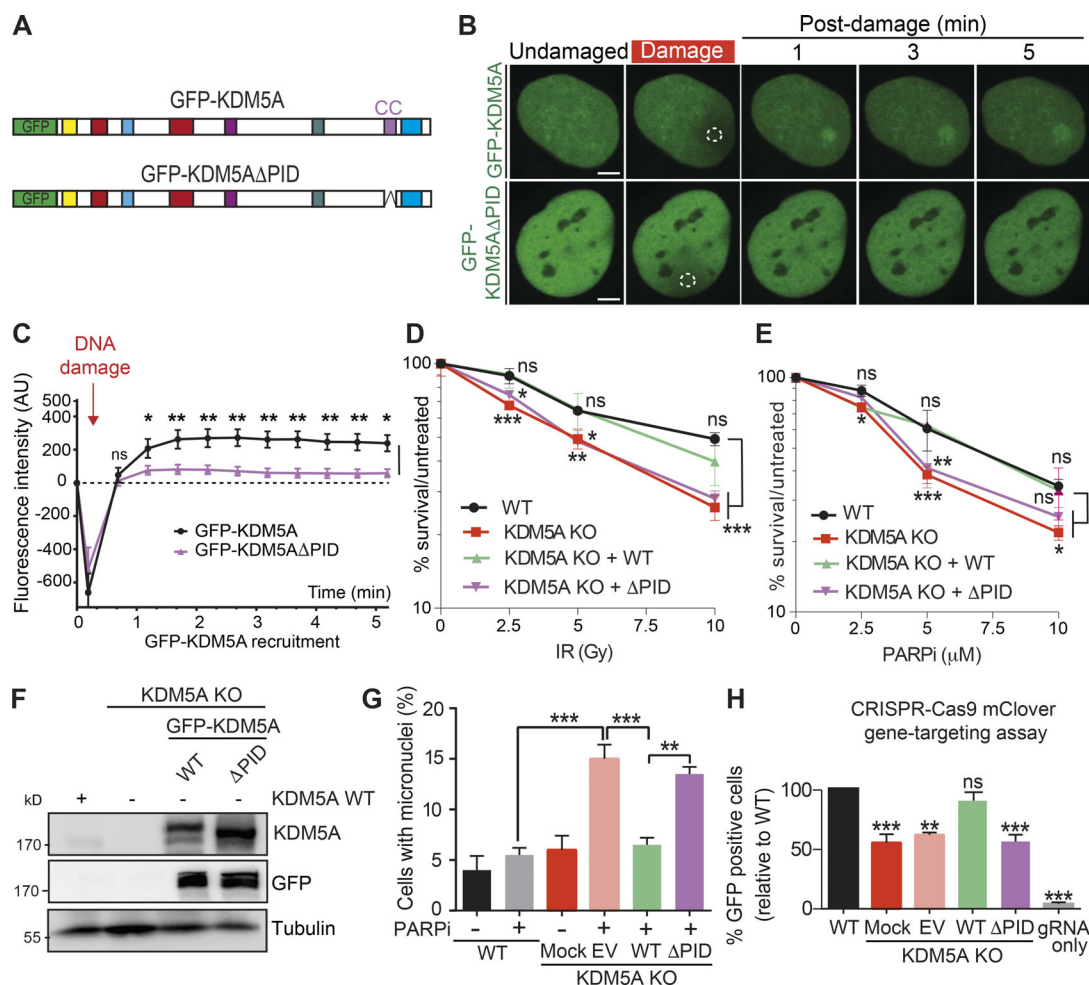 A
GFP-KDM5A
CC
GFP
GFP-KDM5AΔPID
GFP
B
Post-damage (min)
Undamaged Damage 1 3 5
GFP-KDM5A
GFP-
KDM5AΔPID
C
DNA
damage
Fluorescence intensity (AU)
500
400
200
0
-200
-400
-600
ns * ** ** ** ** ** ** ** ** *
GFP-KDM5A
GFP-KDM5AΔPID
Time (min)
0 1 2 3 4 5
GFP-KDM5A recruitment
D
% survival/untreated
100
10
ns
*
***
ns
*
**
ns
***
WT
KDM5A KO
KDM5A KO + WT
KDM5A KO + ΔPID
0 2.5 5 7.5 10
IR (Gy)
E
% survival/untreated
100
10
ns
*
ns
**
***
ns
ns
*
WT
KDM5A KO
KDM5A KO + WT
KDM5A KO + ΔPID
0 2.5 5 7.5 10
PARPi (μM)
F
KDM5A KO
GFP-KDM5A
WT ΔPID
kD + - - - KDM5A WT
170 KDM5A
170 GFP
55 Tubulin
G
Cells with micronuclei (%)
20
15
10
5
0
*** *** **
PARPi - + - + + +
WT Mock EV WT ΔPID
KDM5A KO
H
CRISPR-Cas9 mClover
gene-targeting assay
% GFP positive cells
(relative to WT)
100
50
0
*** ** ns *** ***
WT Mock EV WT ΔPID gRNA
only
KDM5A KO